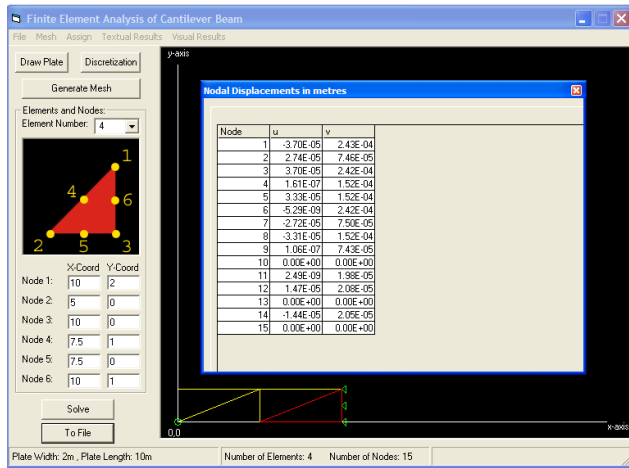 Finite Element Analysis of Cantilever Beam
File Mesh Assign Textual Results Visual Results
Draw Plate Discretization
Generate Mesh
Elements and Nodes:
Element Number: 4
1
4 6
2 5 3
X-Coord Y-Coord
Node 1: 10 2
Node 2: 5 0
Node 3: 10 0
Node 4: 7.5 1
Node 5: 7.5 0
Node 6: 10 1
Solve
To File
y-axis
Nodal Displacements in metres
Node u v
1 -3.70E-05 2.43E-04
2 2.74E-05 7.46E-05
3 3.70E-05 2.42E-04
4 1.61E-07 1.52E-04
5 3.33E-05 1.52E-04
6 -5.29E-09 2.42E-04
7 -2.72E-05 7.50E-05
8 -3.31E-05 1.52E-04
9 1.06E-07 7.43E-05
10 0.00E+00 0.00E+00
11 2.49E-09 1.98E-05
12 1.47E-05 2.08E-05
13 0.00E+00 0.00E+00
14 -1.44E-05 2.05E-05
15 0.00E+00 0.00E+00
0,0
x-axis
Plate Width: 2m , Plate Length: 10m Number of Elements: 4 Number of Nodes: 15